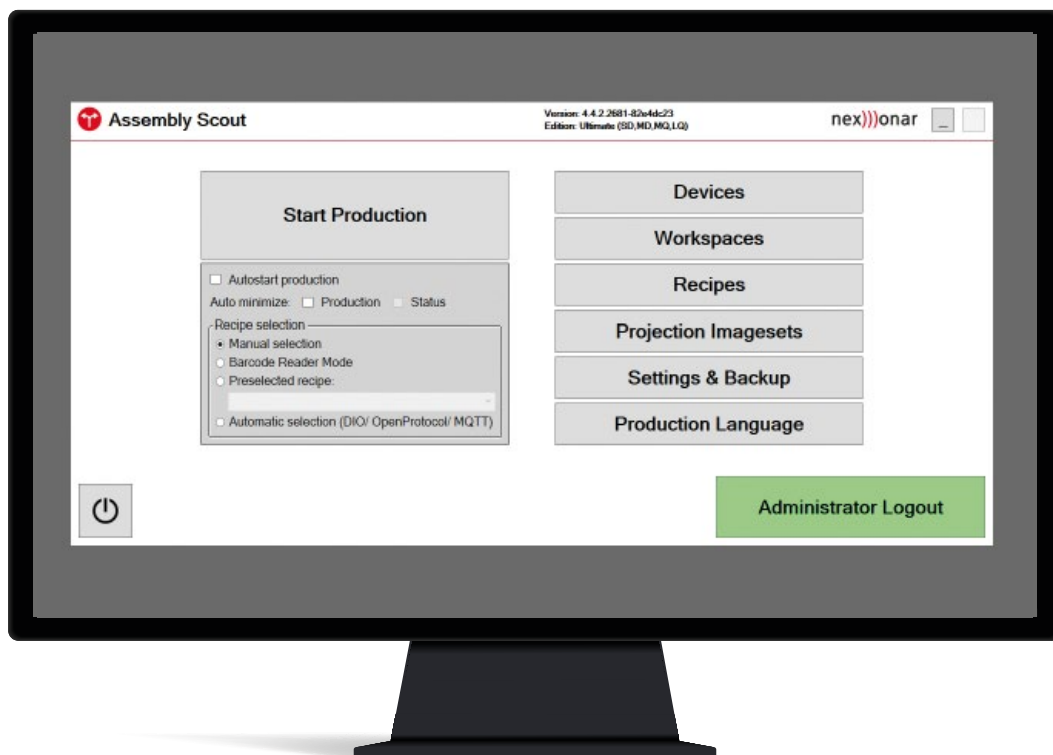 Assembly Scout
Version: 4.4.2.2681-82e4dc23
Edition: Ultimate (SD,MD,MQ,LQ)
nex)))onar
Start Production
Autostart production
Auto minimize: Production Status
Recipe selection
Manual selection
Barcode Reader Mode
Preselected recipe:
Automatic selection (DIO/ OpenProtocol/ MQTT)
Devices
Workspaces
Recipes
Projection Imagesets
Settings & Backup
Production Language
Administrator Logout